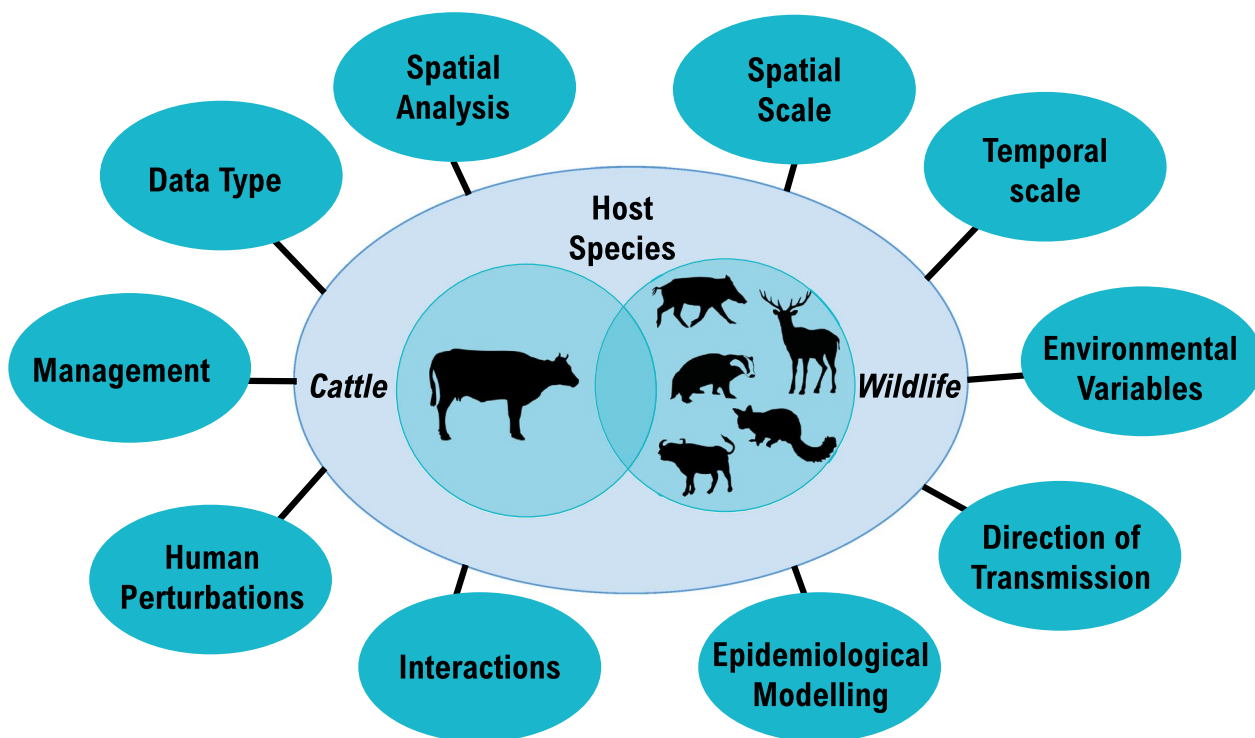 Spatial
Analysis
Spatial
Scale
Data Type
Temporal
scale
Host
Species
Management
Cattle
Wildlife
Environmental
Variables
Human
Perturbations
Direction of
Transmission
Interactions
Epidemiological
Modelling